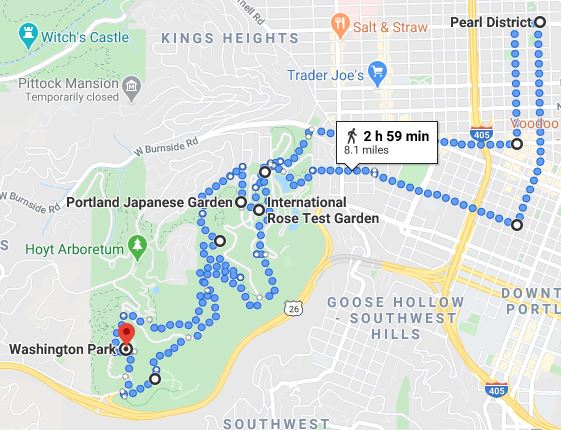 nell Rd
Pearl District
Witch's Castle
Salt & Straw
KINGS HEIGHTS
Trader Joe's
Pittock Mansion
Temporarily closed
Voodoo
2 h 59 min
8.1 miles
405
W Burnside Rd
W Burnside Rd
Portland Japanese Garden
International
Rose Test Garden
Hoyt Arboretum
26
GOOSE HOLLOW
- SOUTHWEST
HILLS
DOWNT
PORTL
S
Washington Park
405
SOUTHWEST